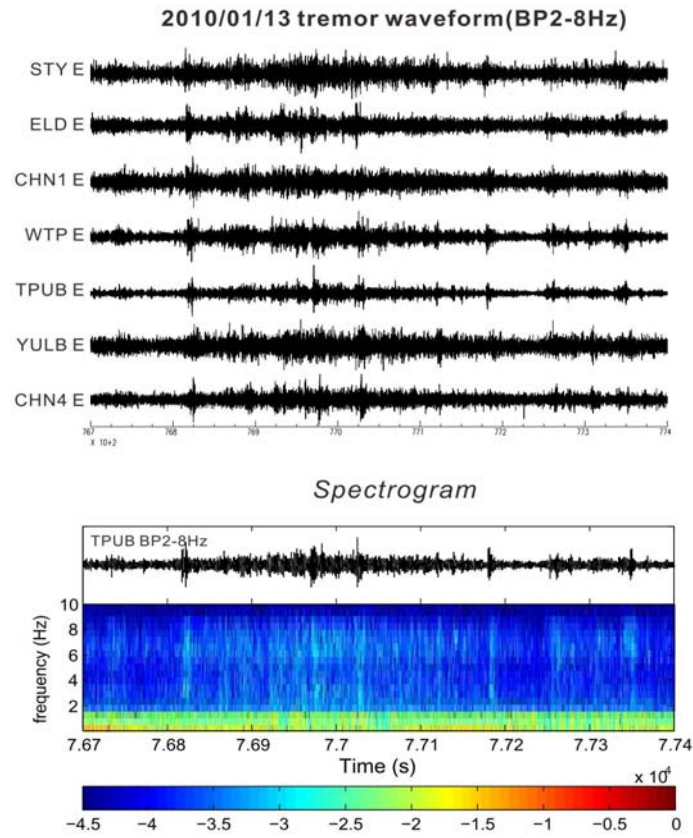 2010/01/13 tremor waveform(BP2-8Hz)
STY E
ELD E
CHN1 E
WTP E
TPUB E
YULB E
CHN4 E
767 768 769 770 771 772 773 774
X 10+2
Spectrogram
TPUB BP2-8Hz
10
8
6
4
2
frequency (Hz)
7.67 7.68 7.69 7.7 7.71 7.72 7.73 7.74
Time (s)
x 10⁴
-4.5 -4 -3.5 -3 -2.5 -2 -1.5 -1 -0.5 0